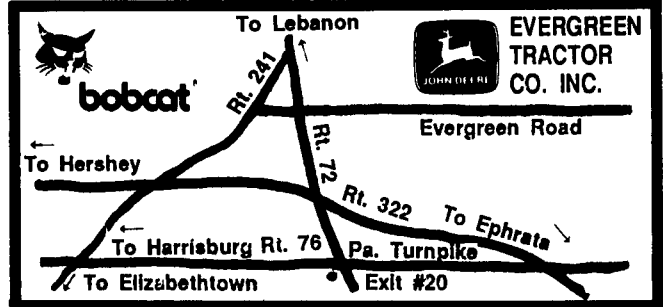 To Lebanon
bobcat
Rt. 241
JOHN DEERE
EVERGREEN
TRACTOR
CO. INC.
Evergreen Road
To Hershey
Rt. 72
Rt. 322
To Ephrata
To Harrisburg Rt. 76
Pa. Turnpike
To Elizabethtown
Exit #20